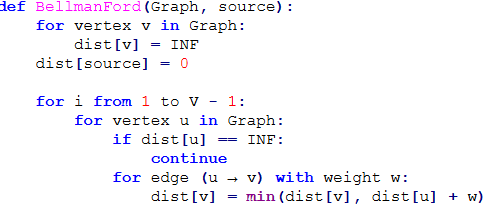 def BellmanFord(Graph, source):
    for vertex v in Graph:
        dist[v] = INF
    dist[source] = 0

    for i from 1 to V - 1:
        for vertex u in Graph:
            if dist[u] == INF:
                continue
            for edge (u → v) with weight w:
                dist[v] = min(dist[v], dist[u] + w)